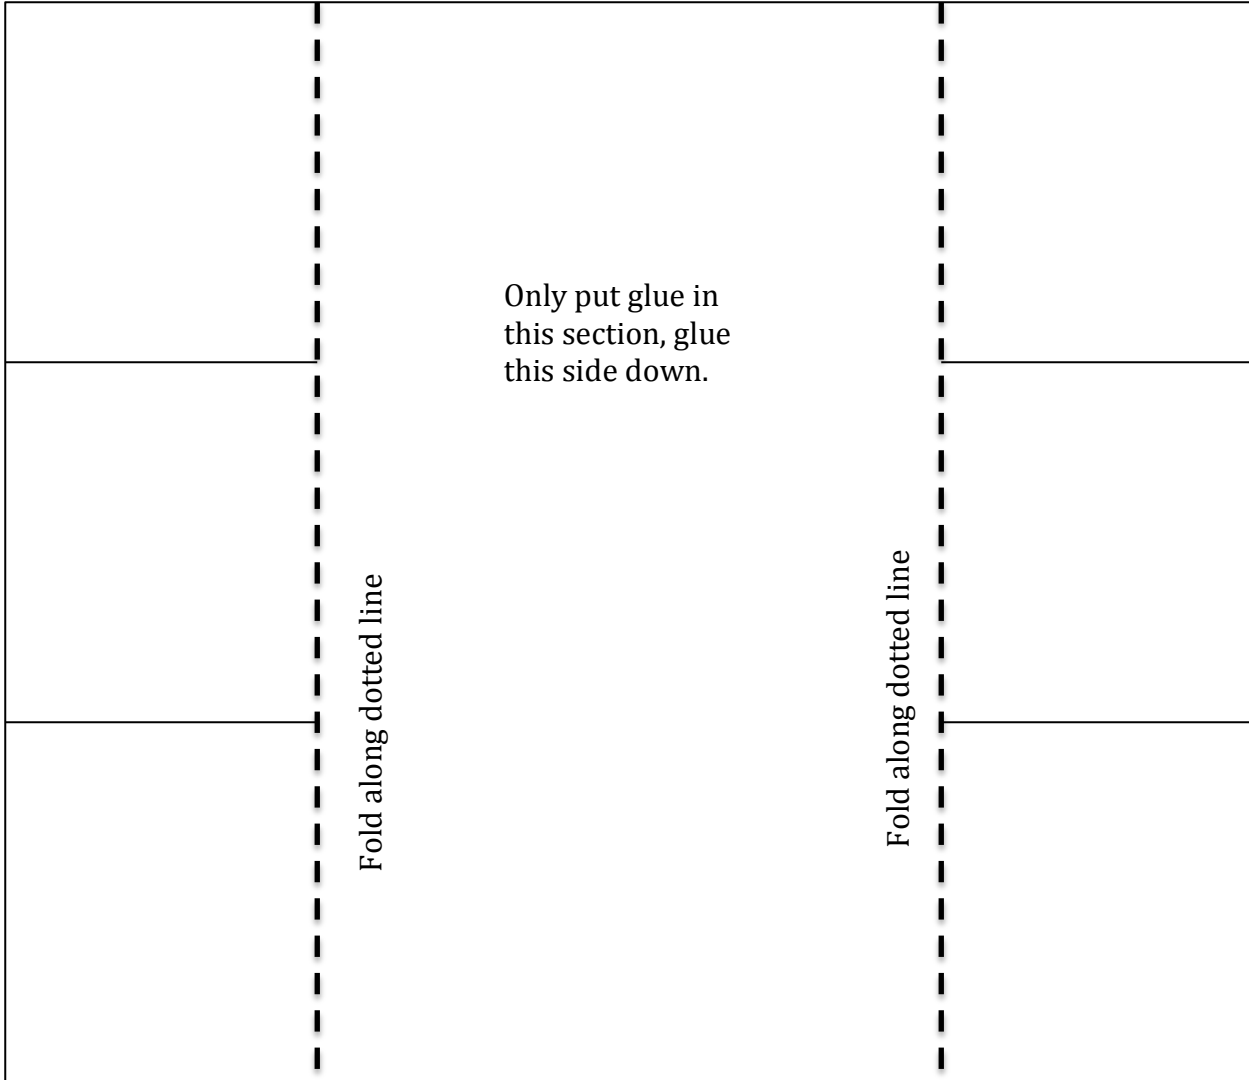 Only put glue in
this section, glue
this side down.
Fold along dotted line
Fold along dotted line